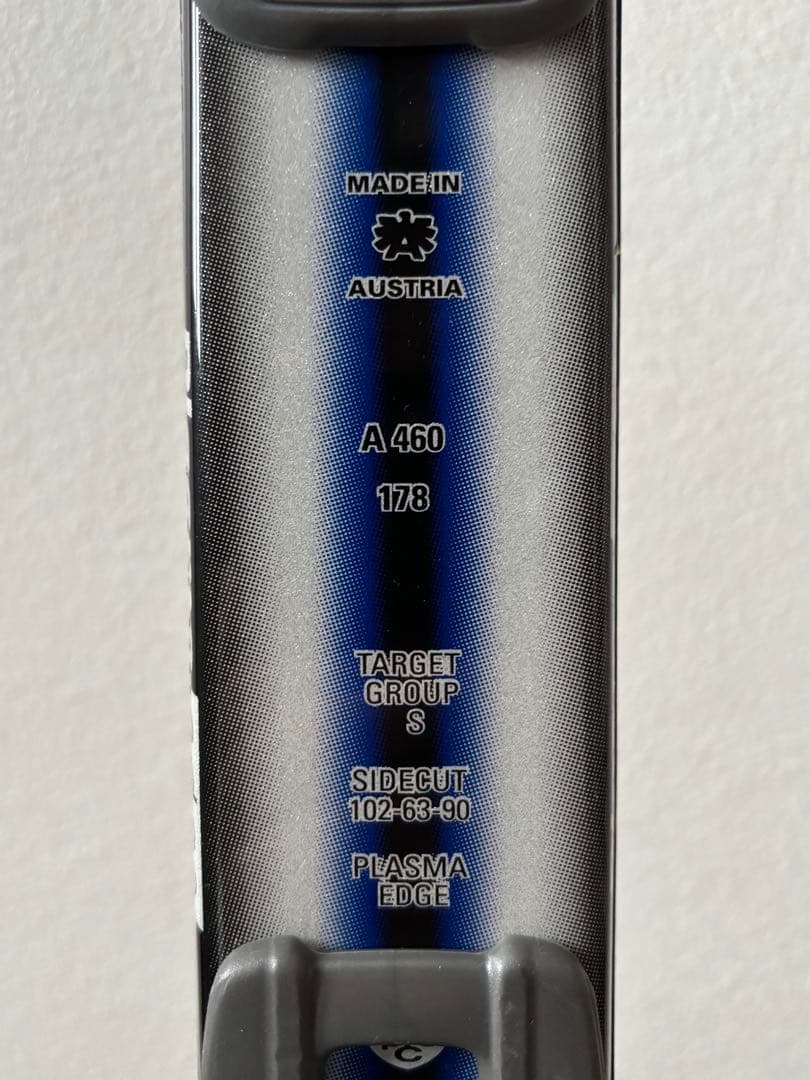 MADE IN
A
AUSTRIA
A 460
178
TARGET
GROUP
S
SIDECUT
102-63-90
PLASMA
EDGE
C